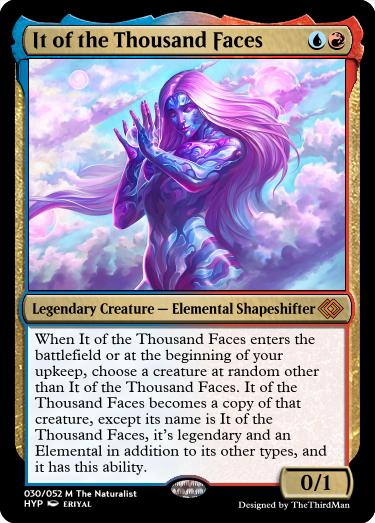 It of the Thousand Faces
Legendary Creature — Elemental Shapeshifter
When It of the Thousand Faces enters the
battlefield or at the beginning of your
upkeep, choose a creature at random other
than It of the Thousand Faces. It of the
Thousand Faces becomes a copy of that
creature, except its name is It of the
Thousand Faces, it's legendary and an
Elemental in addition to its other types, and
it has this ability.
0/1
030/052 M The Naturalist
HYP ERIYAL
Designed by TheThirdMan